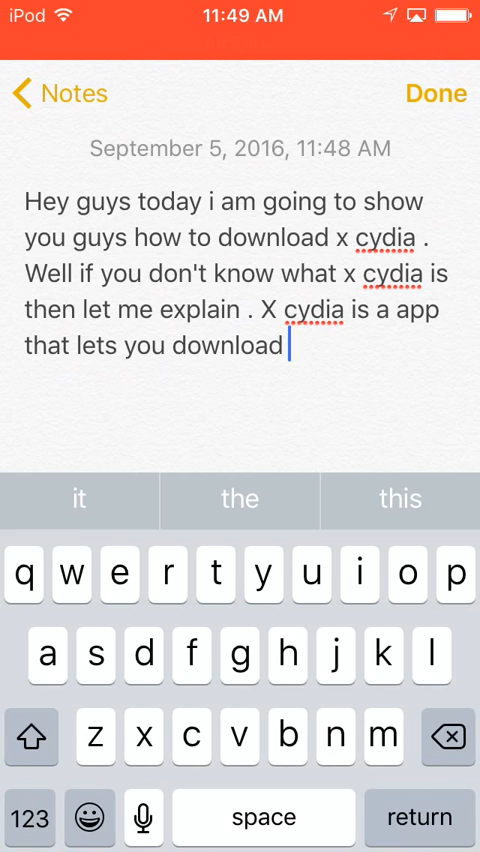 iPod 11:49 AM
Notes Done
September 5, 2016, 11:48 AM
Hey guys today i am going to show
you guys how to download x cydia .
Well if you don't know what x cydia is
then let me explain . X cydia is a app
that lets you download
it the this
q w e r t y u i o p
a s d f g h j k l
z x c v b n m
123 space return